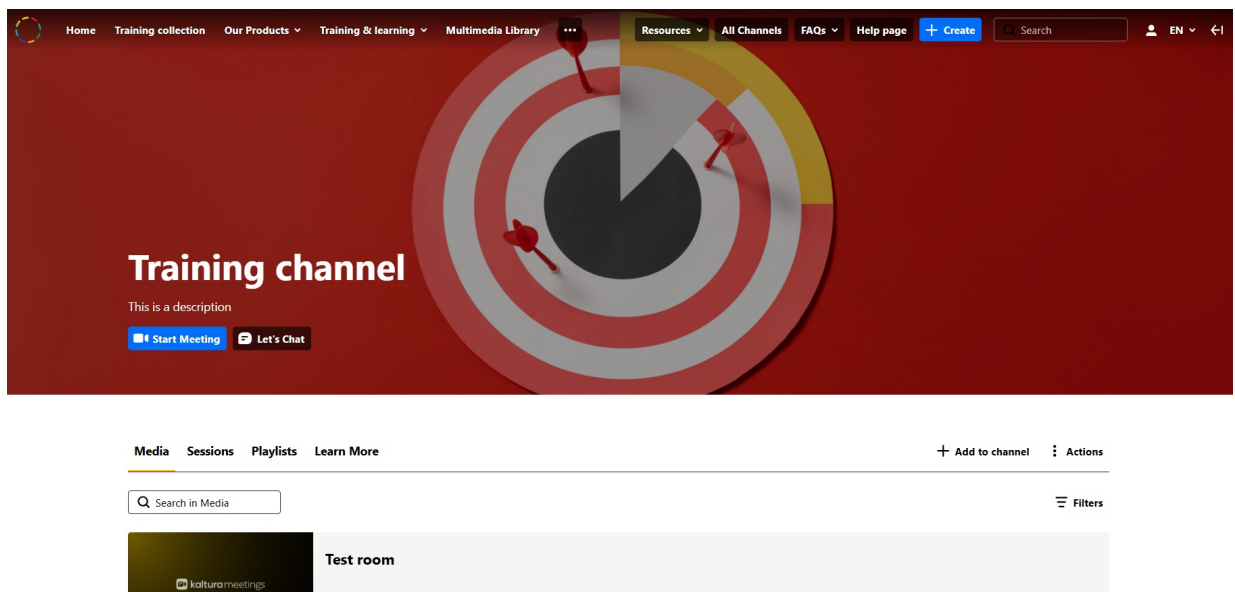 Home Training collection Our Products Training & learning Multimedia Library ••• Resources All Channels FAQs Help page + Create Search EN
Training channel
This is a description
Start Meeting Let's Chat
Media Sessions Playlists Learn More + Add to channel Actions
Search in Media Filters
Test room
kaltura meetings